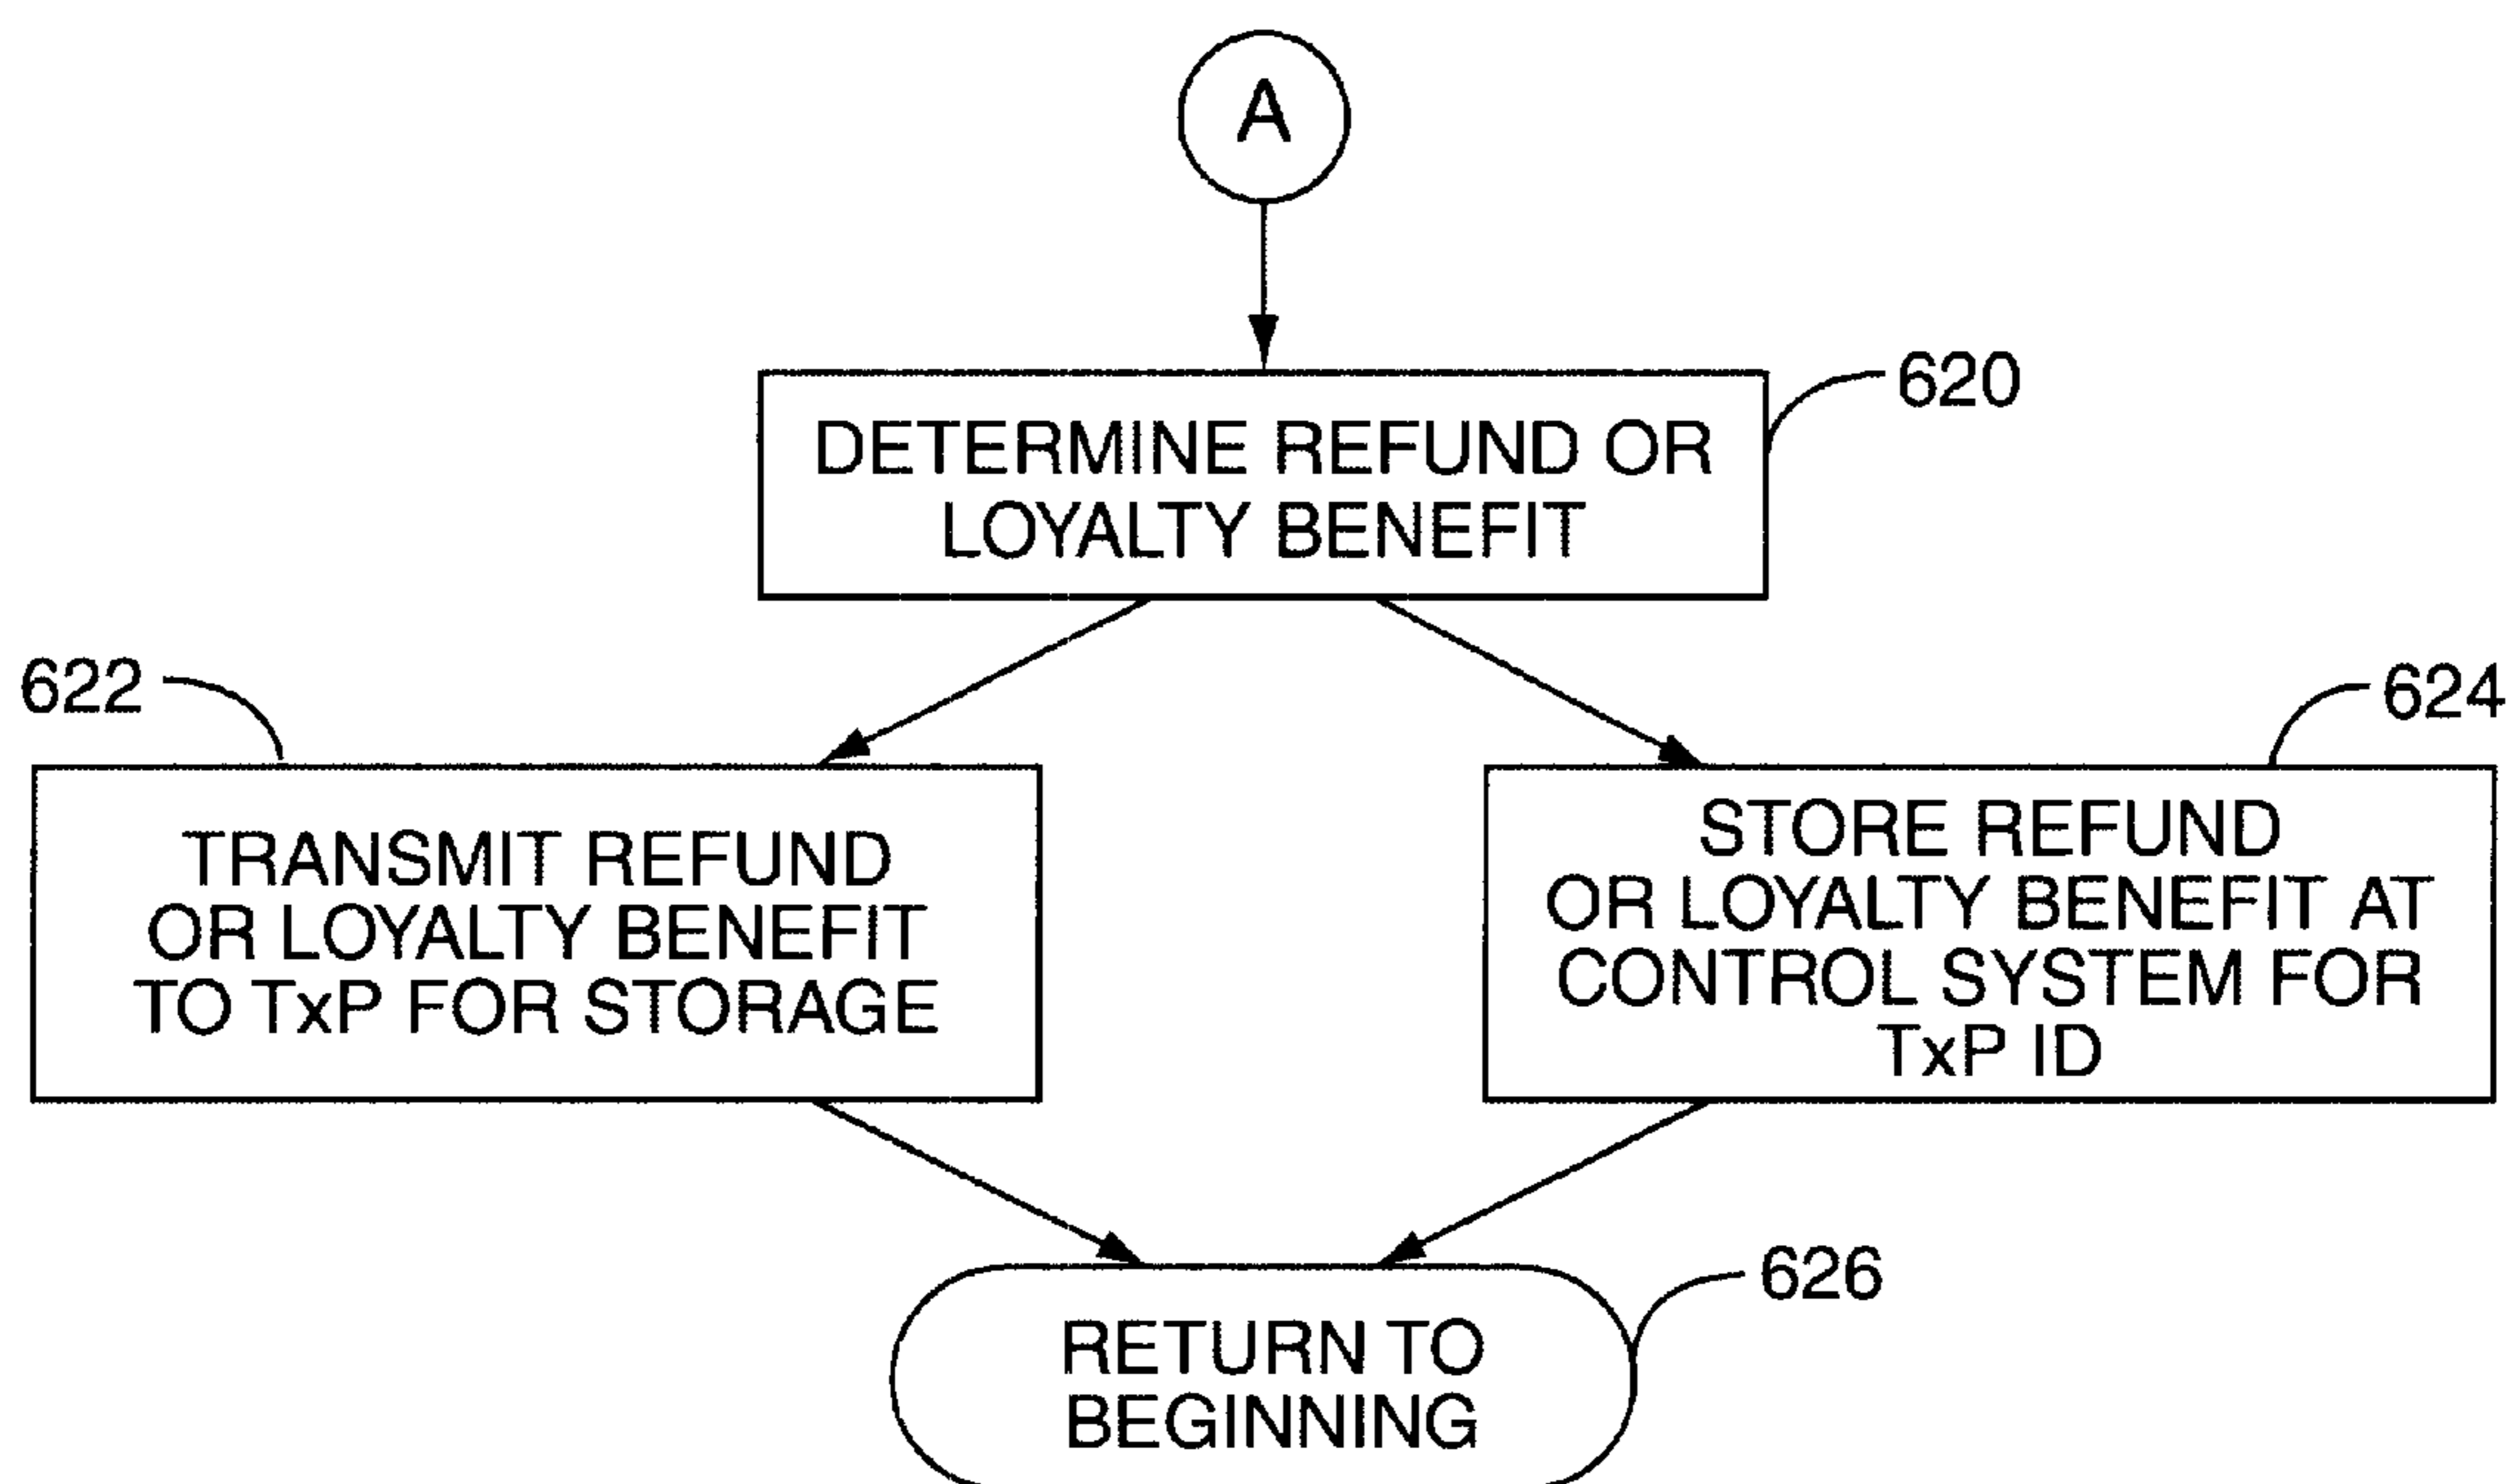 A
620
DETERMINE REFUND OR
LOYALTY BENEFIT
622
624
TRANSMIT REFUND
OR LOYALTY BENEFIT
TO TxP FOR STORAGE
STORE REFUND
OR LOYALTY BENEFIT AT
CONTROL SYSTEM FOR
TxP ID
626
RETURN TO
BEGINNING